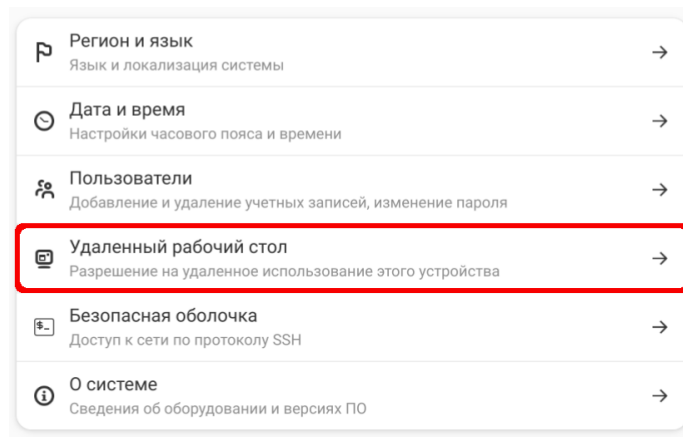 Регион и язык
Язык и локализация системы
Дата и время
Настройки часового пояса и времени
Пользователи
Добавление и удаление учетных записей, изменение пароля
Удаленный рабочий стол
Разрешение на удаленное использование этого устройства
$_
Безопасная оболочка
Доступ к сети по протоколу SSH
О системе
Сведения об оборудовании и версиях ПО